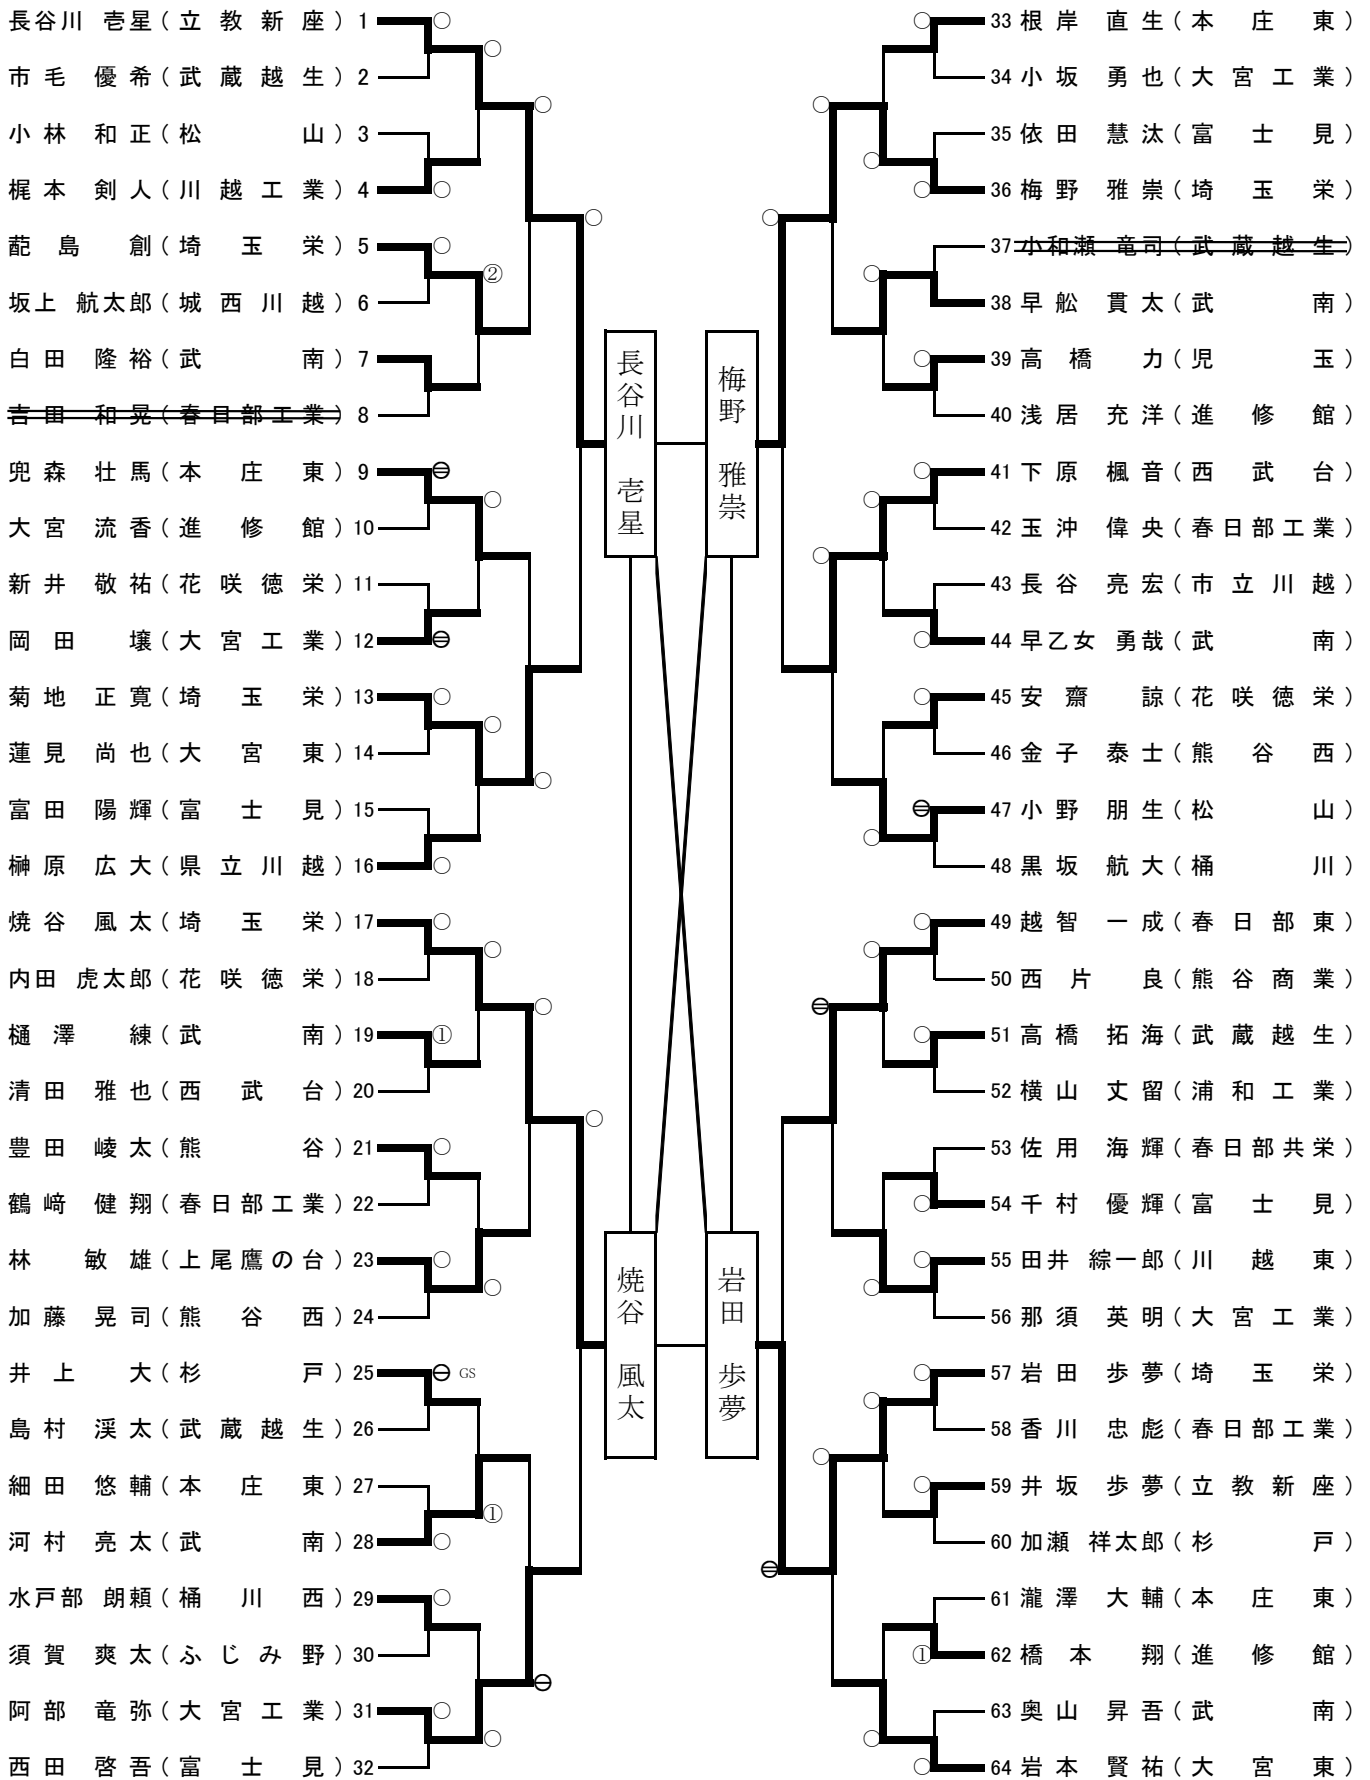 長谷川 壱星(立教新座) 1 ○
○
市毛 優希(武蔵越生) 2
○
小林 和正(松山) 3
梶本 剣人(川越工業) 4 ○
○
蓜島 創(埼玉栄) 5 ○
②
坂上 航太郎(城西川越) 6
白田 隆裕(武南) 7
吉田 和晃(春日部工業) 8
兜森 壮馬(本庄東) 9 ⊖
○
大宮 流香(進修館) 10
新井 敬祐(花咲徳栄) 11
岡田 壌(大宮工業) 12 ⊖
菊地 正寛(埼玉栄) 13 ○
○
蓮見 尚也(大宮東) 14
○
富田 陽輝(富士見) 15
榊原 広大(県立川越) 16 ○
焼谷 風太(埼玉栄) 17 ○
○
内田 虎太郎(花咲徳栄) 18
○
樋澤 練(武南) 19 ①
清田 雅也(西武台) 20
○
豊田 崚太(熊谷) 21 ○
鶴﨑 健翔(春日部工業) 22
林 敏雄(上尾鷹の台) 23 ○
○
加藤 晃司(熊谷西) 24
井上 大(杉戸) 25 ⊖ GS
島村 渓太(武蔵越生) 26
細田 悠輔(本庄東) 27
①
河村 亮太(武南) 28 ○
水戸部 朗頼(桶川西) 29 ○
須賀 爽太(ふじみ野) 30
⊖
阿部 竜弥(大宮工業) 31 ○
○
西田 啓吾(富士見) 32
長谷川 壱星
梅野 雅崇
焼谷 風太
岩田 歩夢
○ 33 根岸 直生(本庄東)
34 小坂 勇也(大宮工業)
○
35 依田 慧汰(富士見)
○
○ 36 梅野 雅崇(埼玉栄)
○
37 小和瀬 竜司(武蔵越生)
○
38 早舩 貫太(武南)
○ 39 高橋 力(児玉)
40 浅居 充洋(進修館)
○ 41 下原 楓音(西武台)
○
42 玉沖 偉央(春日部工業)
○
43 長谷 亮宏(市立川越)
○ 44 早乙女 勇哉(武南)
○ 45 安齋 諒(花咲徳栄)
46 金子 泰士(熊谷西)
⊖ 47 小野 朋生(松山)
○
48 黒坂 航大(桶川)
○ 49 越智 一成(春日部東)
○
50 西片 良(熊谷商業)
⊖
○ 51 高橋 拓海(武蔵越生)
52 横山 丈留(浦和工業)
53 佐用 海輝(春日部共栄)
○ 54 千村 優輝(富士見)
○ 55 田井 綜一郎(川越東)
○
56 那須 英明(大宮工業)
○ 57 岩田 歩夢(埼玉栄)
○
58 香川 忠彪(春日部工業)
○
○ 59 井坂 歩夢(立教新座)
60 加瀬 祥太郎(杉戸)
⊖
61 瀧澤 大輔(本庄東)
① 62 橋本 翔(進修館)
63 奥山 昇吾(武南)
○
○ 64 岩本 賢祐(大宮東)